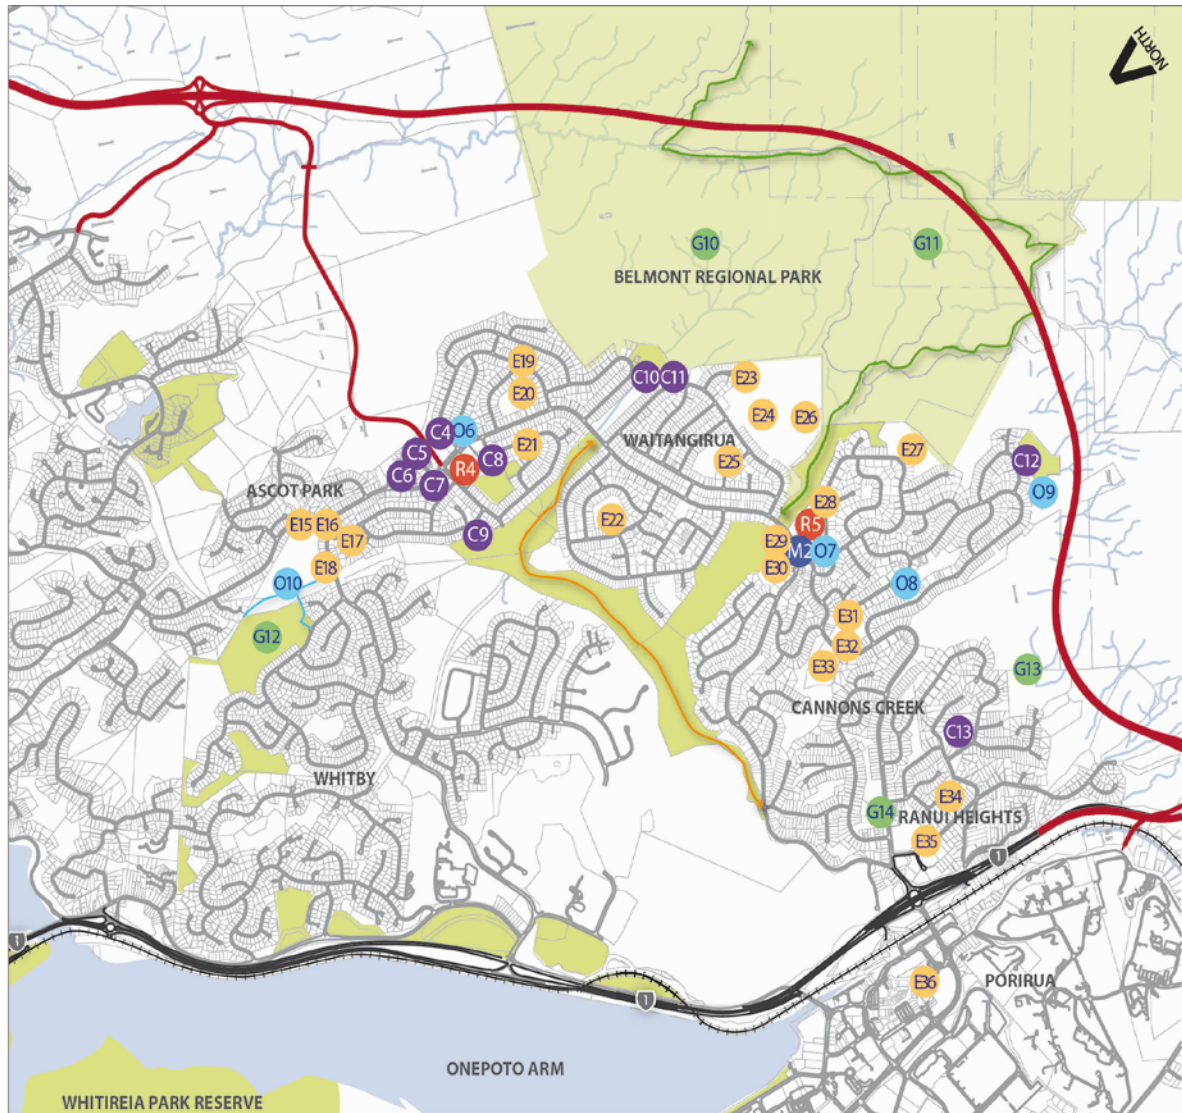 NORTH
G10
G11
BELMONT REGIONAL PARK
E19
E20
C10
C11
E23
E24
E26
C4
O6
C5
C8
E21
WAITANGIRUA
E27
C6
C7
R4
E25
C12
O9
ASCOT PARK
E15
E16
E17
C9
E22
E28
R5
E29
M2
O7
E30
E18
O10
O8
G12
E31
E32
E33
G13
CANNONS CREEK
C13
WHITBY
E34
G14
RANUI HEIGHTS
E35
1
1
1
E36
PORIRUA
ONEPOTO ARM
WHITIREIA PARK RESERVE